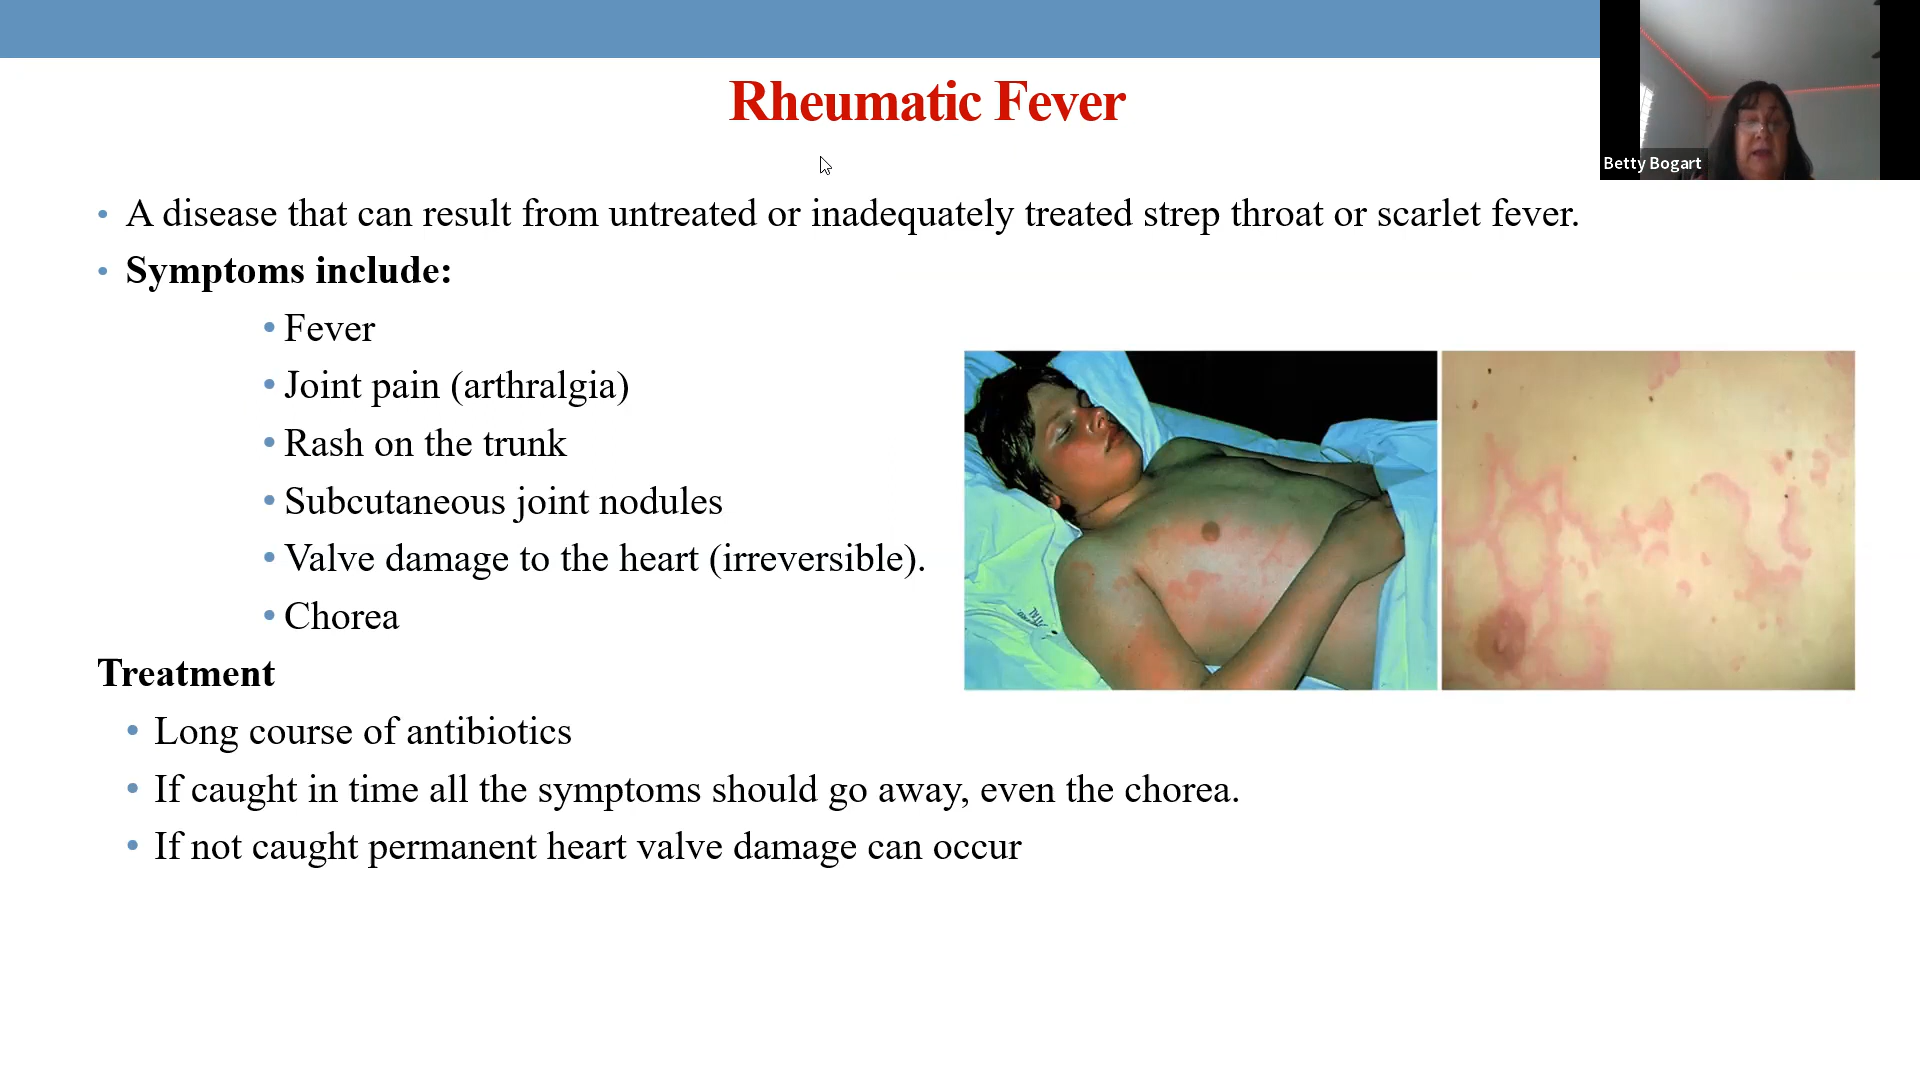 Rheumatic Fever
Betty Bogart
• A disease that can result from untreated or inadequately treated strep throat or scarlet fever.
• Symptoms include:
• Fever
• Joint pain (arthralgia)
• Rash on the trunk
• Subcutaneous joint nodules
• Valve damage to the heart (irreversible).
• Chorea
Treatment
• Long course of antibiotics
• If caught in time all the symptoms should go away, even the chorea.
• If not caught permanent heart valve damage can occur